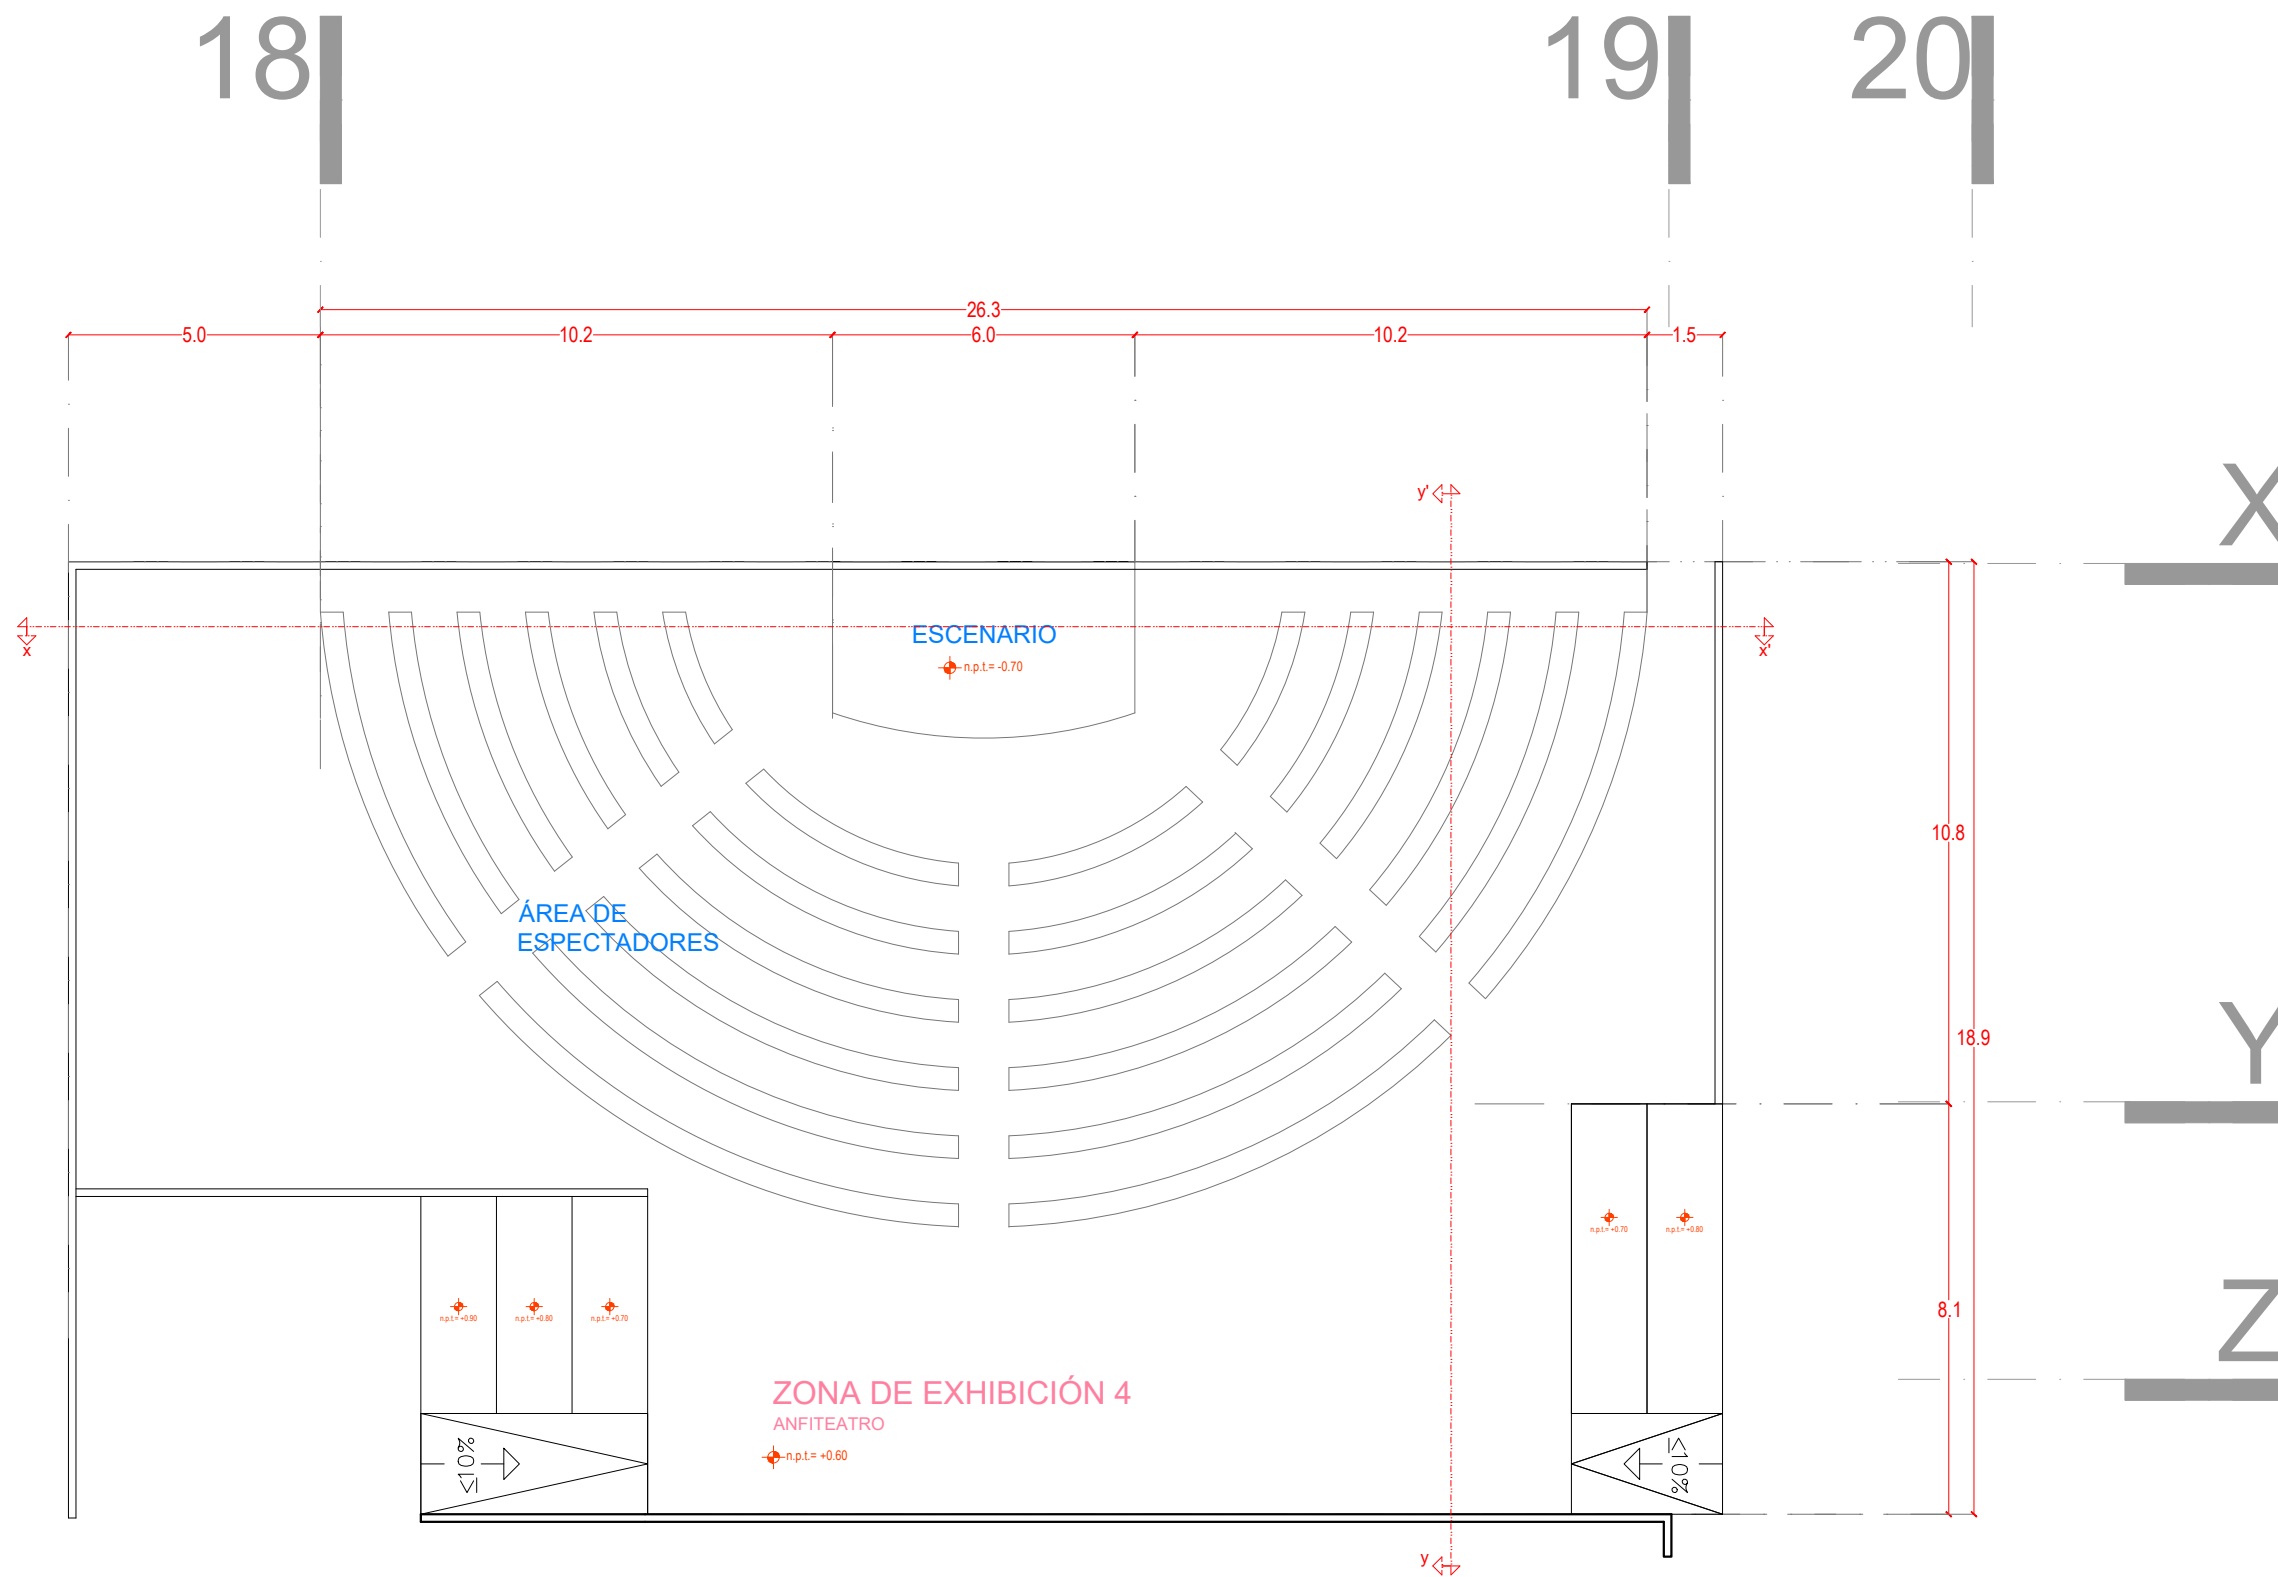 18
19
20
26.3
5.0
10.2
6.0
10.2
1.5
X
y'
ESCENARIO
x
x'
n.p.t.= -0.70
10.8
ÁREA DE
ESPECTADORES
Y
18.9
n.p.t.= +0.70
n.p.t.= +0.80
Z
8.1
n.p.t.= +0.90
n.p.t.= +0.80
n.p.t.= +0.70
ZONA DE EXHIBICIÓN 4
ANFITEATRO
n.p.t.= +0.60
≤10%
≤10%
y